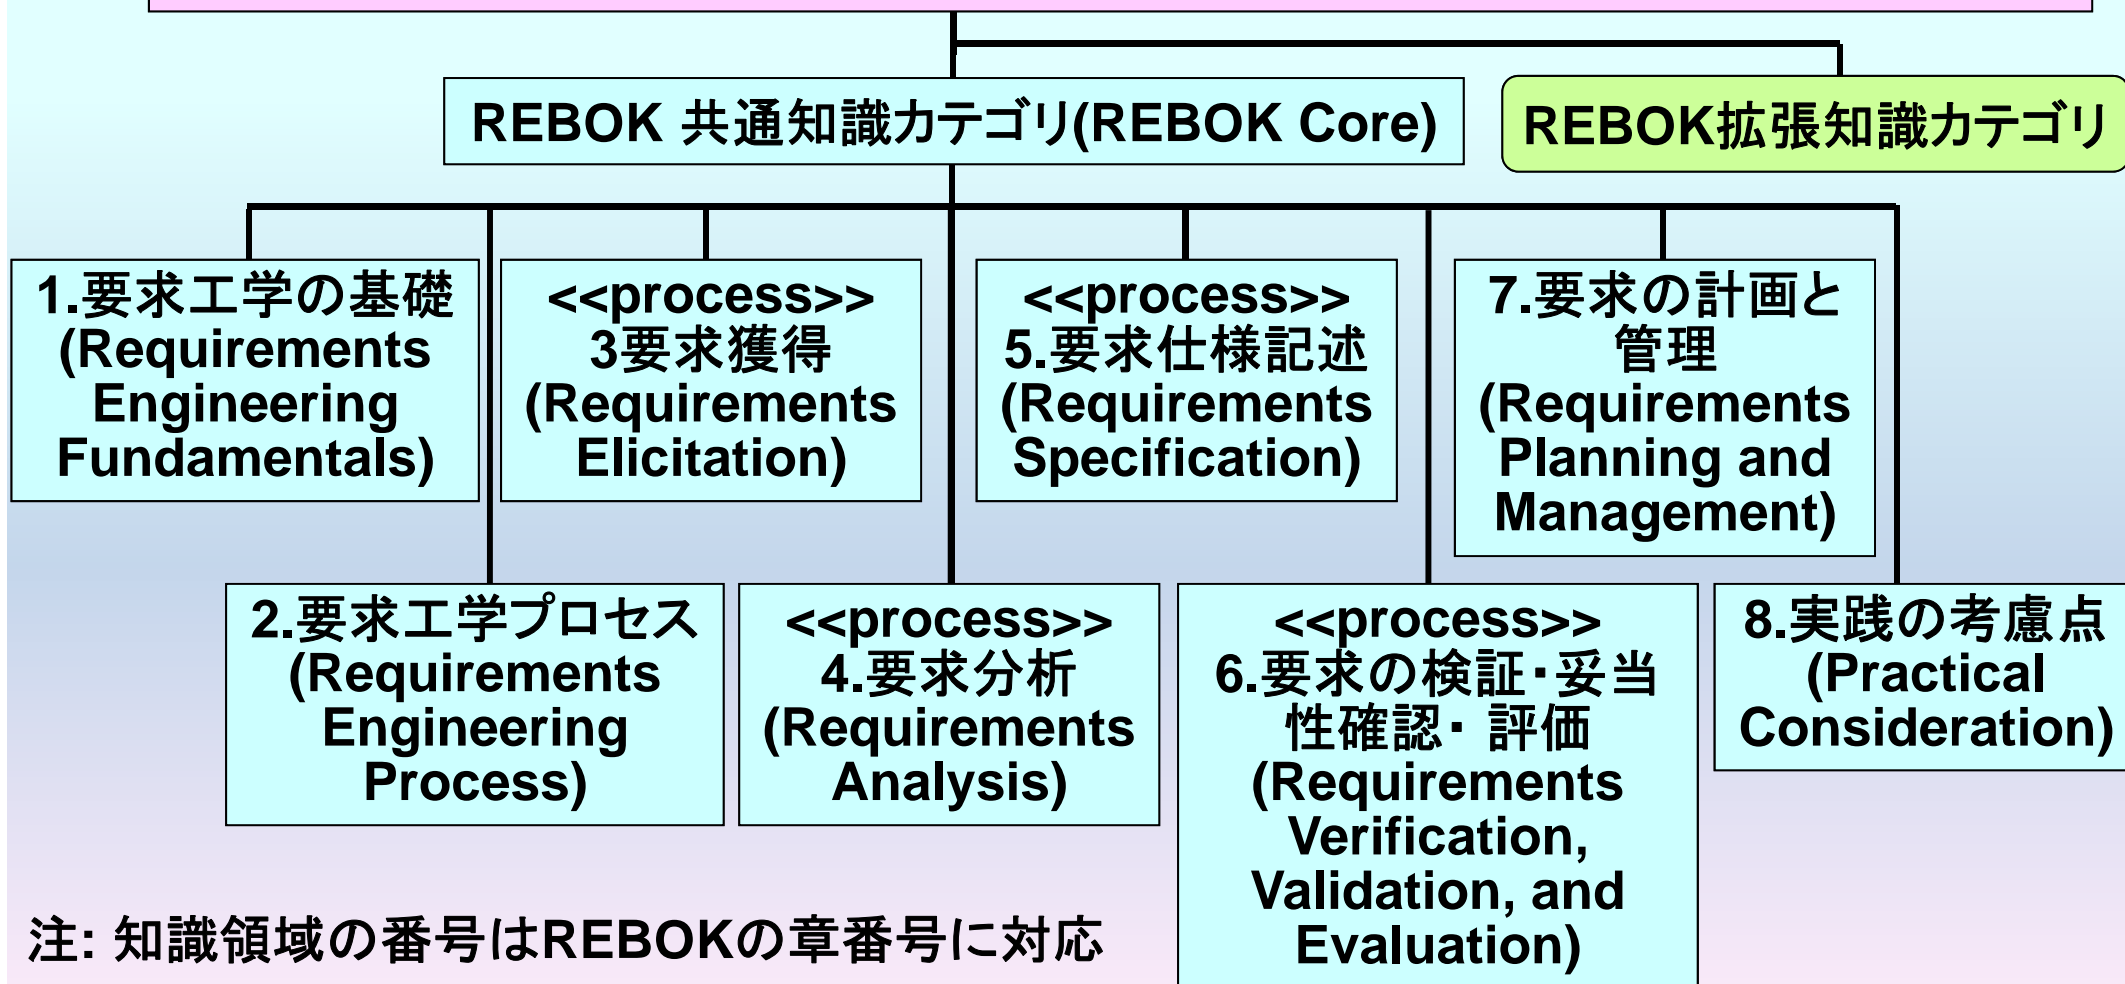 REBOK 共通知識カテゴリ(REBOK Core)
REBOK拡張知識カテゴリ
1.要求工学の基礎
(Requirements
Engineering
Fundamentals)
<<process>>
3要求獲得
(Requirements
Elicitation)
<<process>>
5.要求仕様記述
(Requirements
Specification)
7.要求の計画と
管理
(Requirements
Planning and
Management)
2.要求工学プロセス
(Requirements
Engineering
Process)
<<process>>
4.要求分析
(Requirements
Analysis)
<<process>>
6.要求の検証・妥当
性確認・ 評価
(Requirements
Verification,
Validation, and
Evaluation)
8.実践の考慮点
(Practical
Consideration)
注: 知識領域の番号はREBOKの章番号に対応